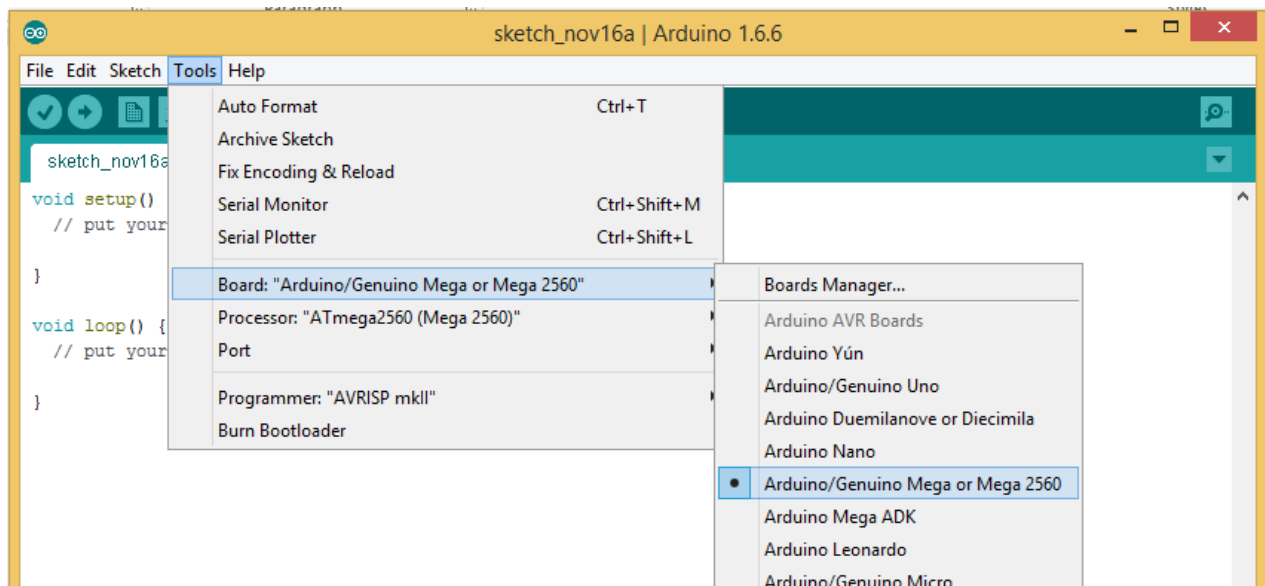 sketch_nov16a | Arduino 1.6.6
File Edit Sketch Tools Help
Auto Format Ctrl+T
Archive Sketch
Fix Encoding & Reload
Serial Monitor Ctrl+Shift+M
Serial Plotter Ctrl+Shift+L
Board: "Arduino/Genuino Mega or Mega 2560"
Processor: "ATmega2560 (Mega 2560)"
Port
Programmer: "AVRISP mkII"
Burn Bootloader
Boards Manager...
Arduino AVR Boards
Arduino Yún
Arduino/Genuino Uno
Arduino Duemilanove or Diecimila
Arduino Nano
Arduino/Genuino Mega or Mega 2560
Arduino Mega ADK
Arduino Leonardo
Arduino/Genuino Micro
sketch_nov16a
void setup()
// put your
}
void loop() {
// put your
}